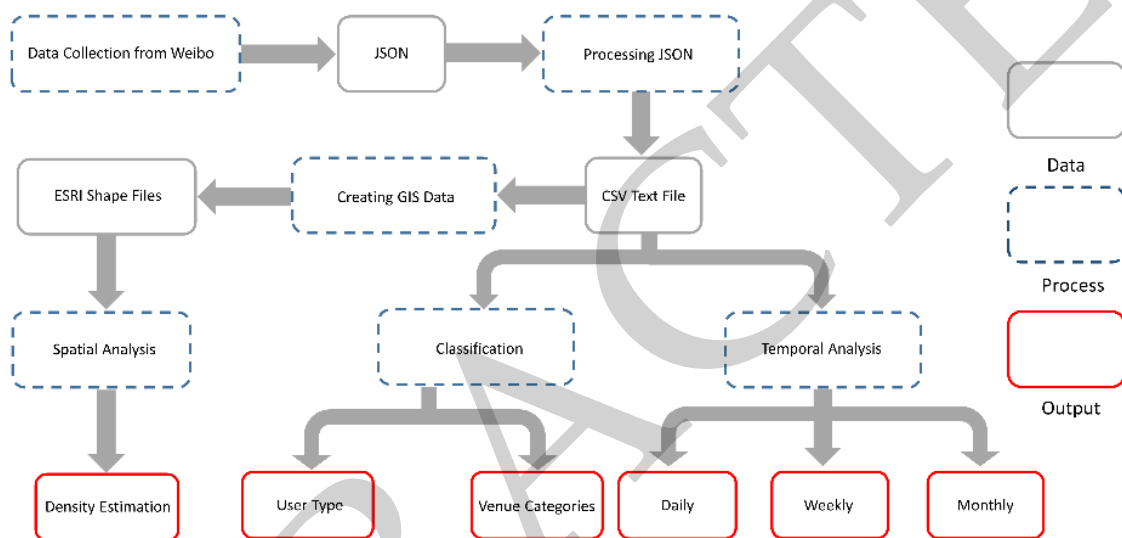 Data Collection from Weibo
JSON
Processing JSON
Data
ESRI Shape Files
Creating GIS Data
CSV Text File
Process
Spatial Analysis
Classification
Temporal Analysis
Output
Density Estimation
User Type
Venue Categories
Daily
Weekly
Monthly